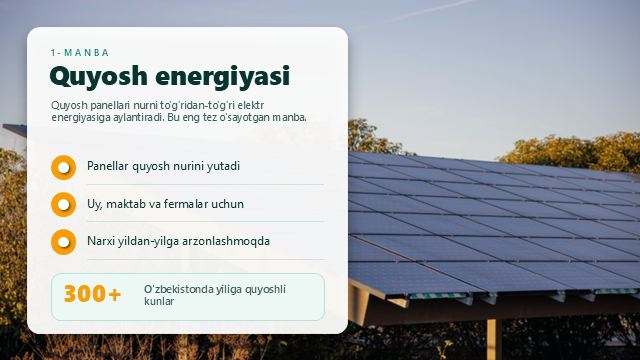 1-MANBA
Quyosh energiyasi
Quyosh panellari nurni to'g'ridan-to'g'ri elektr
energiyasiga aylantiradi. Bu eng tez o'sayotgan manba.
Panellar quyosh nurini yutadi
Uy, maktab va fermalar uchun
Narxi yildan-yilga arzonlashmoqda
300+
O'zbekistonda yiliga quyoshli
kunlar